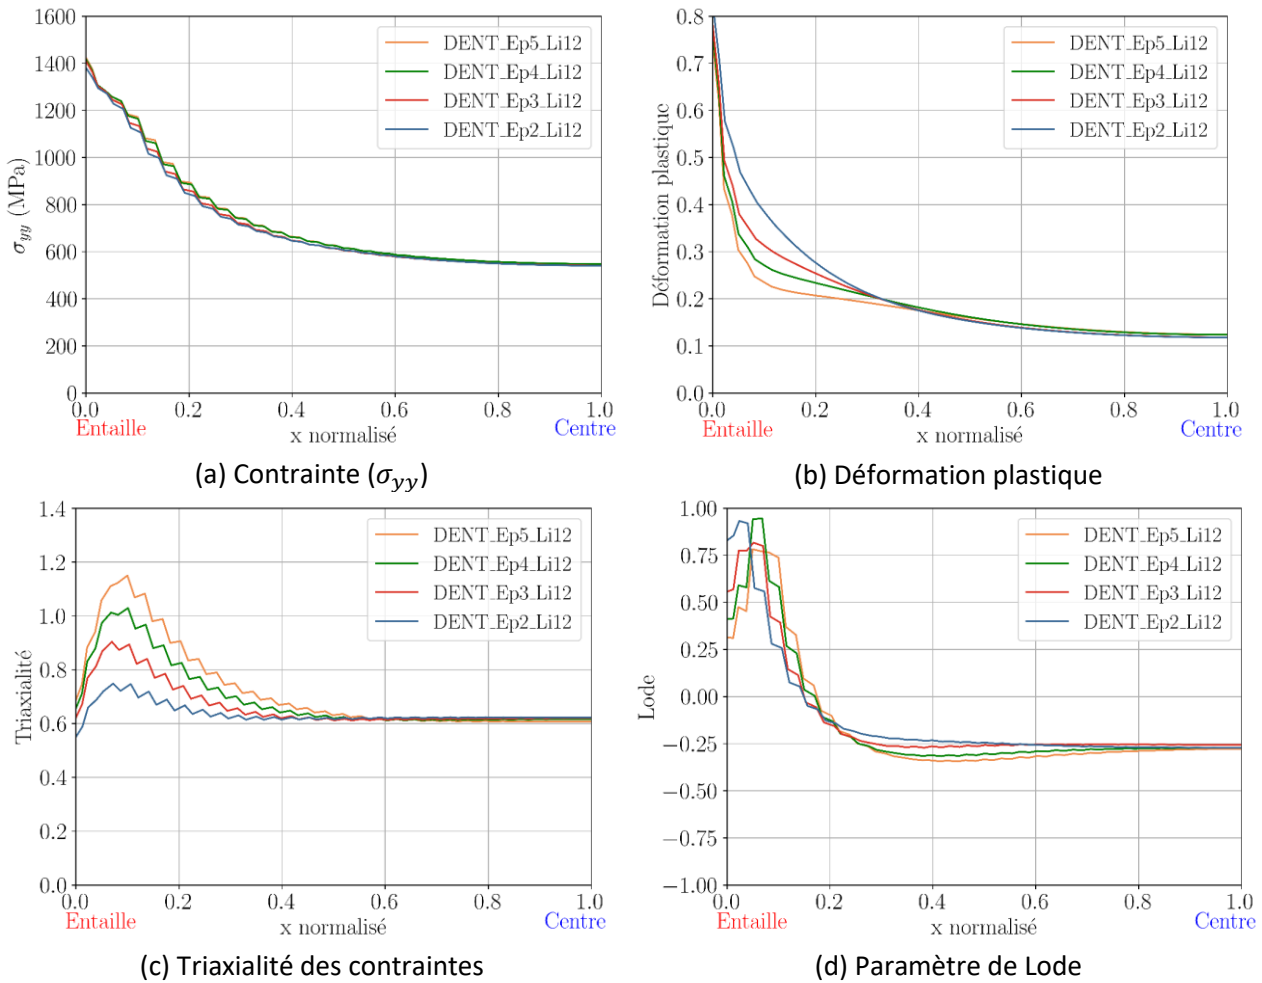 1600
1400
1200
1000
800
600
400
200
0
σyy (MPa)
DENT_Ep5_Li12
DENT_Ep4_Li12
DENT_Ep3_Li12
DENT_Ep2_Li12
0.0 0.2 0.4 0.6 0.8 1.0
Entaille x normalisé Centre
(a) Contrainte (σyy)
0.8
0.7
0.6
0.5
0.4
0.3
0.2
0.1
0.0
Déformation plastique
DENT_Ep5_Li12
DENT_Ep4_Li12
DENT_Ep3_Li12
DENT_Ep2_Li12
0.0 0.2 0.4 0.6 0.8 1.0
Entaille x normalisé Centre
(b) Déformation plastique
1.4
1.2
1.0
0.8
0.6
0.4
0.2
0.0
Triaxialité
DENT_Ep5_Li12
DENT_Ep4_Li12
DENT_Ep3_Li12
DENT_Ep2_Li12
0.0 0.2 0.4 0.6 0.8 1.0
Entaille x normalisé Centre
(c) Triaxialité des contraintes
1.00
0.75
0.50
0.25
0.00
−0.25
−0.50
−0.75
−1.00
Lode
DENT_Ep5_Li12
DENT_Ep4_Li12
DENT_Ep3_Li12
DENT_Ep2_Li12
0.0 0.2 0.4 0.6 0.8 1.0
Entaille x normalisé Centre
(d) Paramètre de Lode